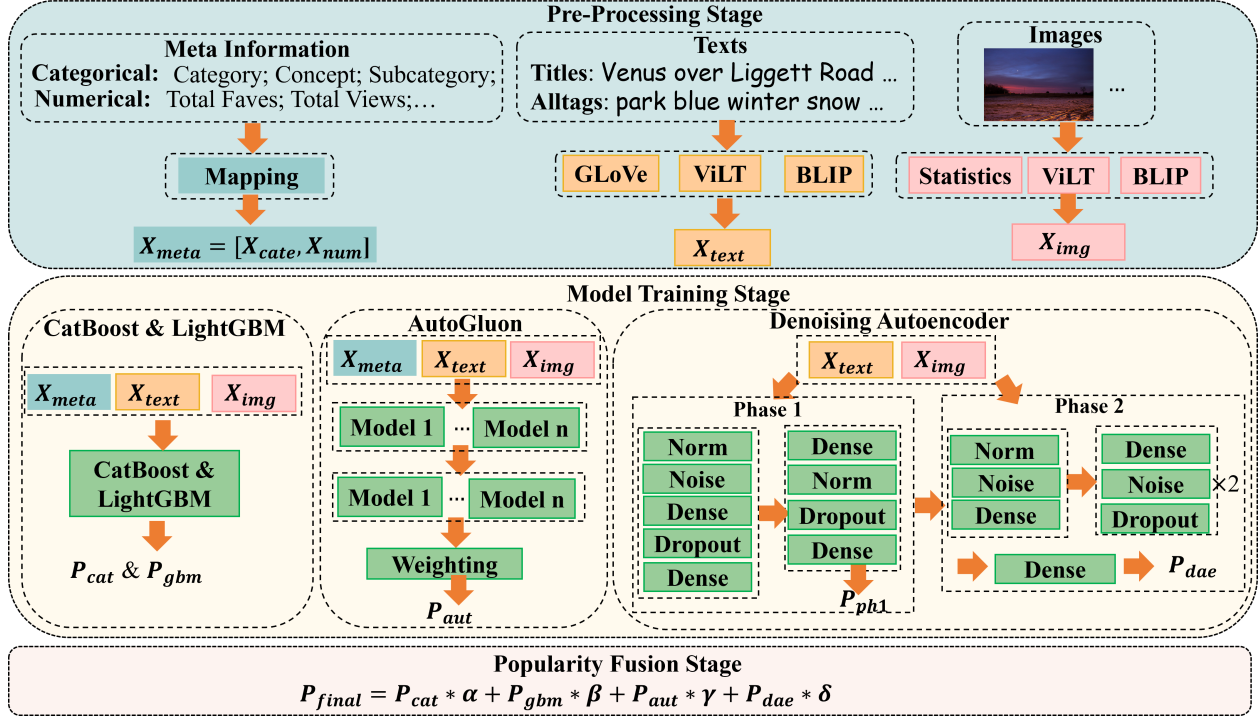 Pre-Processing Stage
Meta Information
Categorical: Category; Concept; Subcategory;
Numerical: Total Faves; Total Views;...
Mapping
X_meta = [X_cate, X_num]
Texts
Titles: Venus over Liggett Road ...
Alltags: park blue winter snow ...
GLoVe ViLT BLIP
X_text
Images
...
Statistics ViLT BLIP
X_img
Model Training Stage
CatBoost & LightGBM
X_meta X_text X_img
CatBoost &
LightGBM
P_cat & P_gbm
AutoGluon
X_meta X_text X_img
Model 1 ... Model n
Model 1 ... Model n
Weighting
P_aut
Denoising Autoencoder
X_text X_img
Phase 1
Norm
Noise
Dense
Dropout
Dense
Dense
Norm
Dropout
Dense
P_ph1
Phase 2
Norm
Noise
Dense
Dense
Noise
Dropout
×2
Dense
P_dae
Popularity Fusion Stage
P_final = P_cat * α + P_gbm * β + P_aut * γ + P_dae * δ